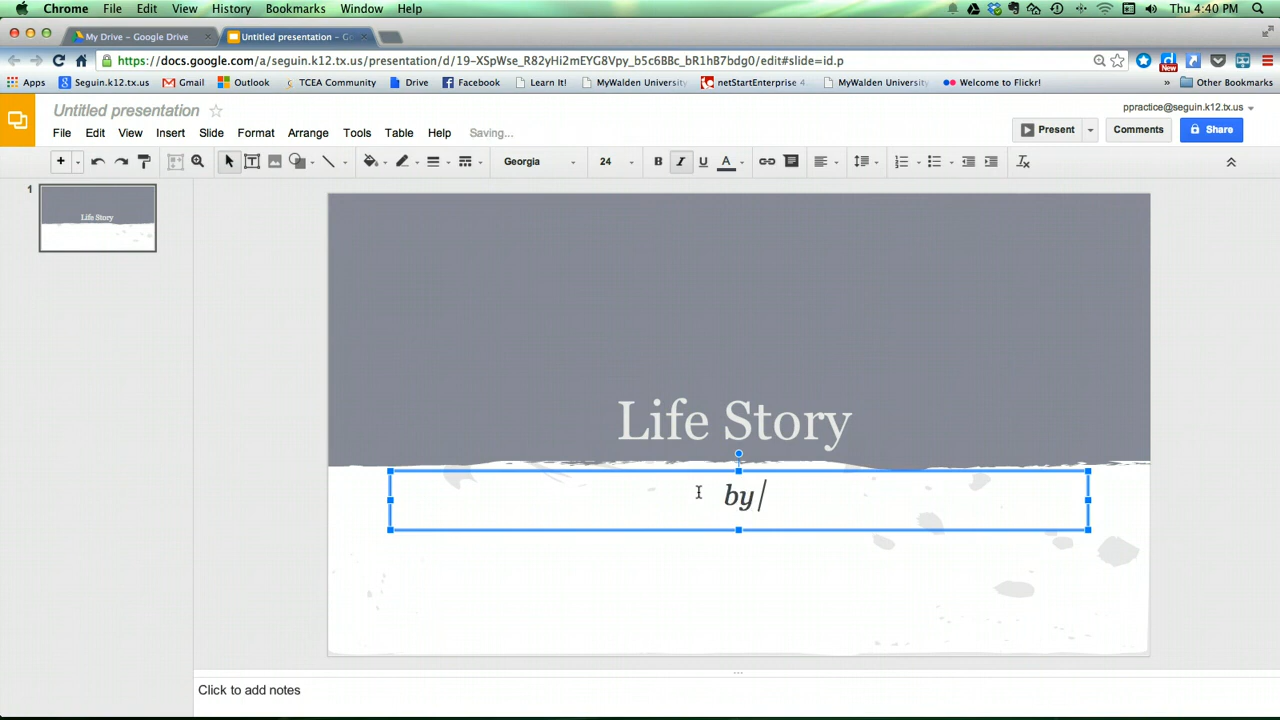 Chrome File Edit View History Bookmarks Window Help Thu 4:40 PM
My Drive – Google Drive Untitled presentation – G
https://docs.google.com/a/seguin.k12.tx.us/presentation/d/19-XSpWse_R82yHi2mEYG8Vpy_b5c6BBc_bR1hB7bdg0/edit#slide=id.p New
Apps Seguin.k12.tx.us Gmail Outlook TCEA Community Drive Facebook Learn It! MyWalden University netStartEnterprise 4 MyWalden University Welcome to Flickr! » Other Bookmarks
Untitled presentation ppractice@seguin.k12.tx.us
File Edit View Insert Slide Format Arrange Tools Table Help Saving... Present Comments Share
Georgia 24 B I U A
1
Life Story
Life Story
by
Click to add notes